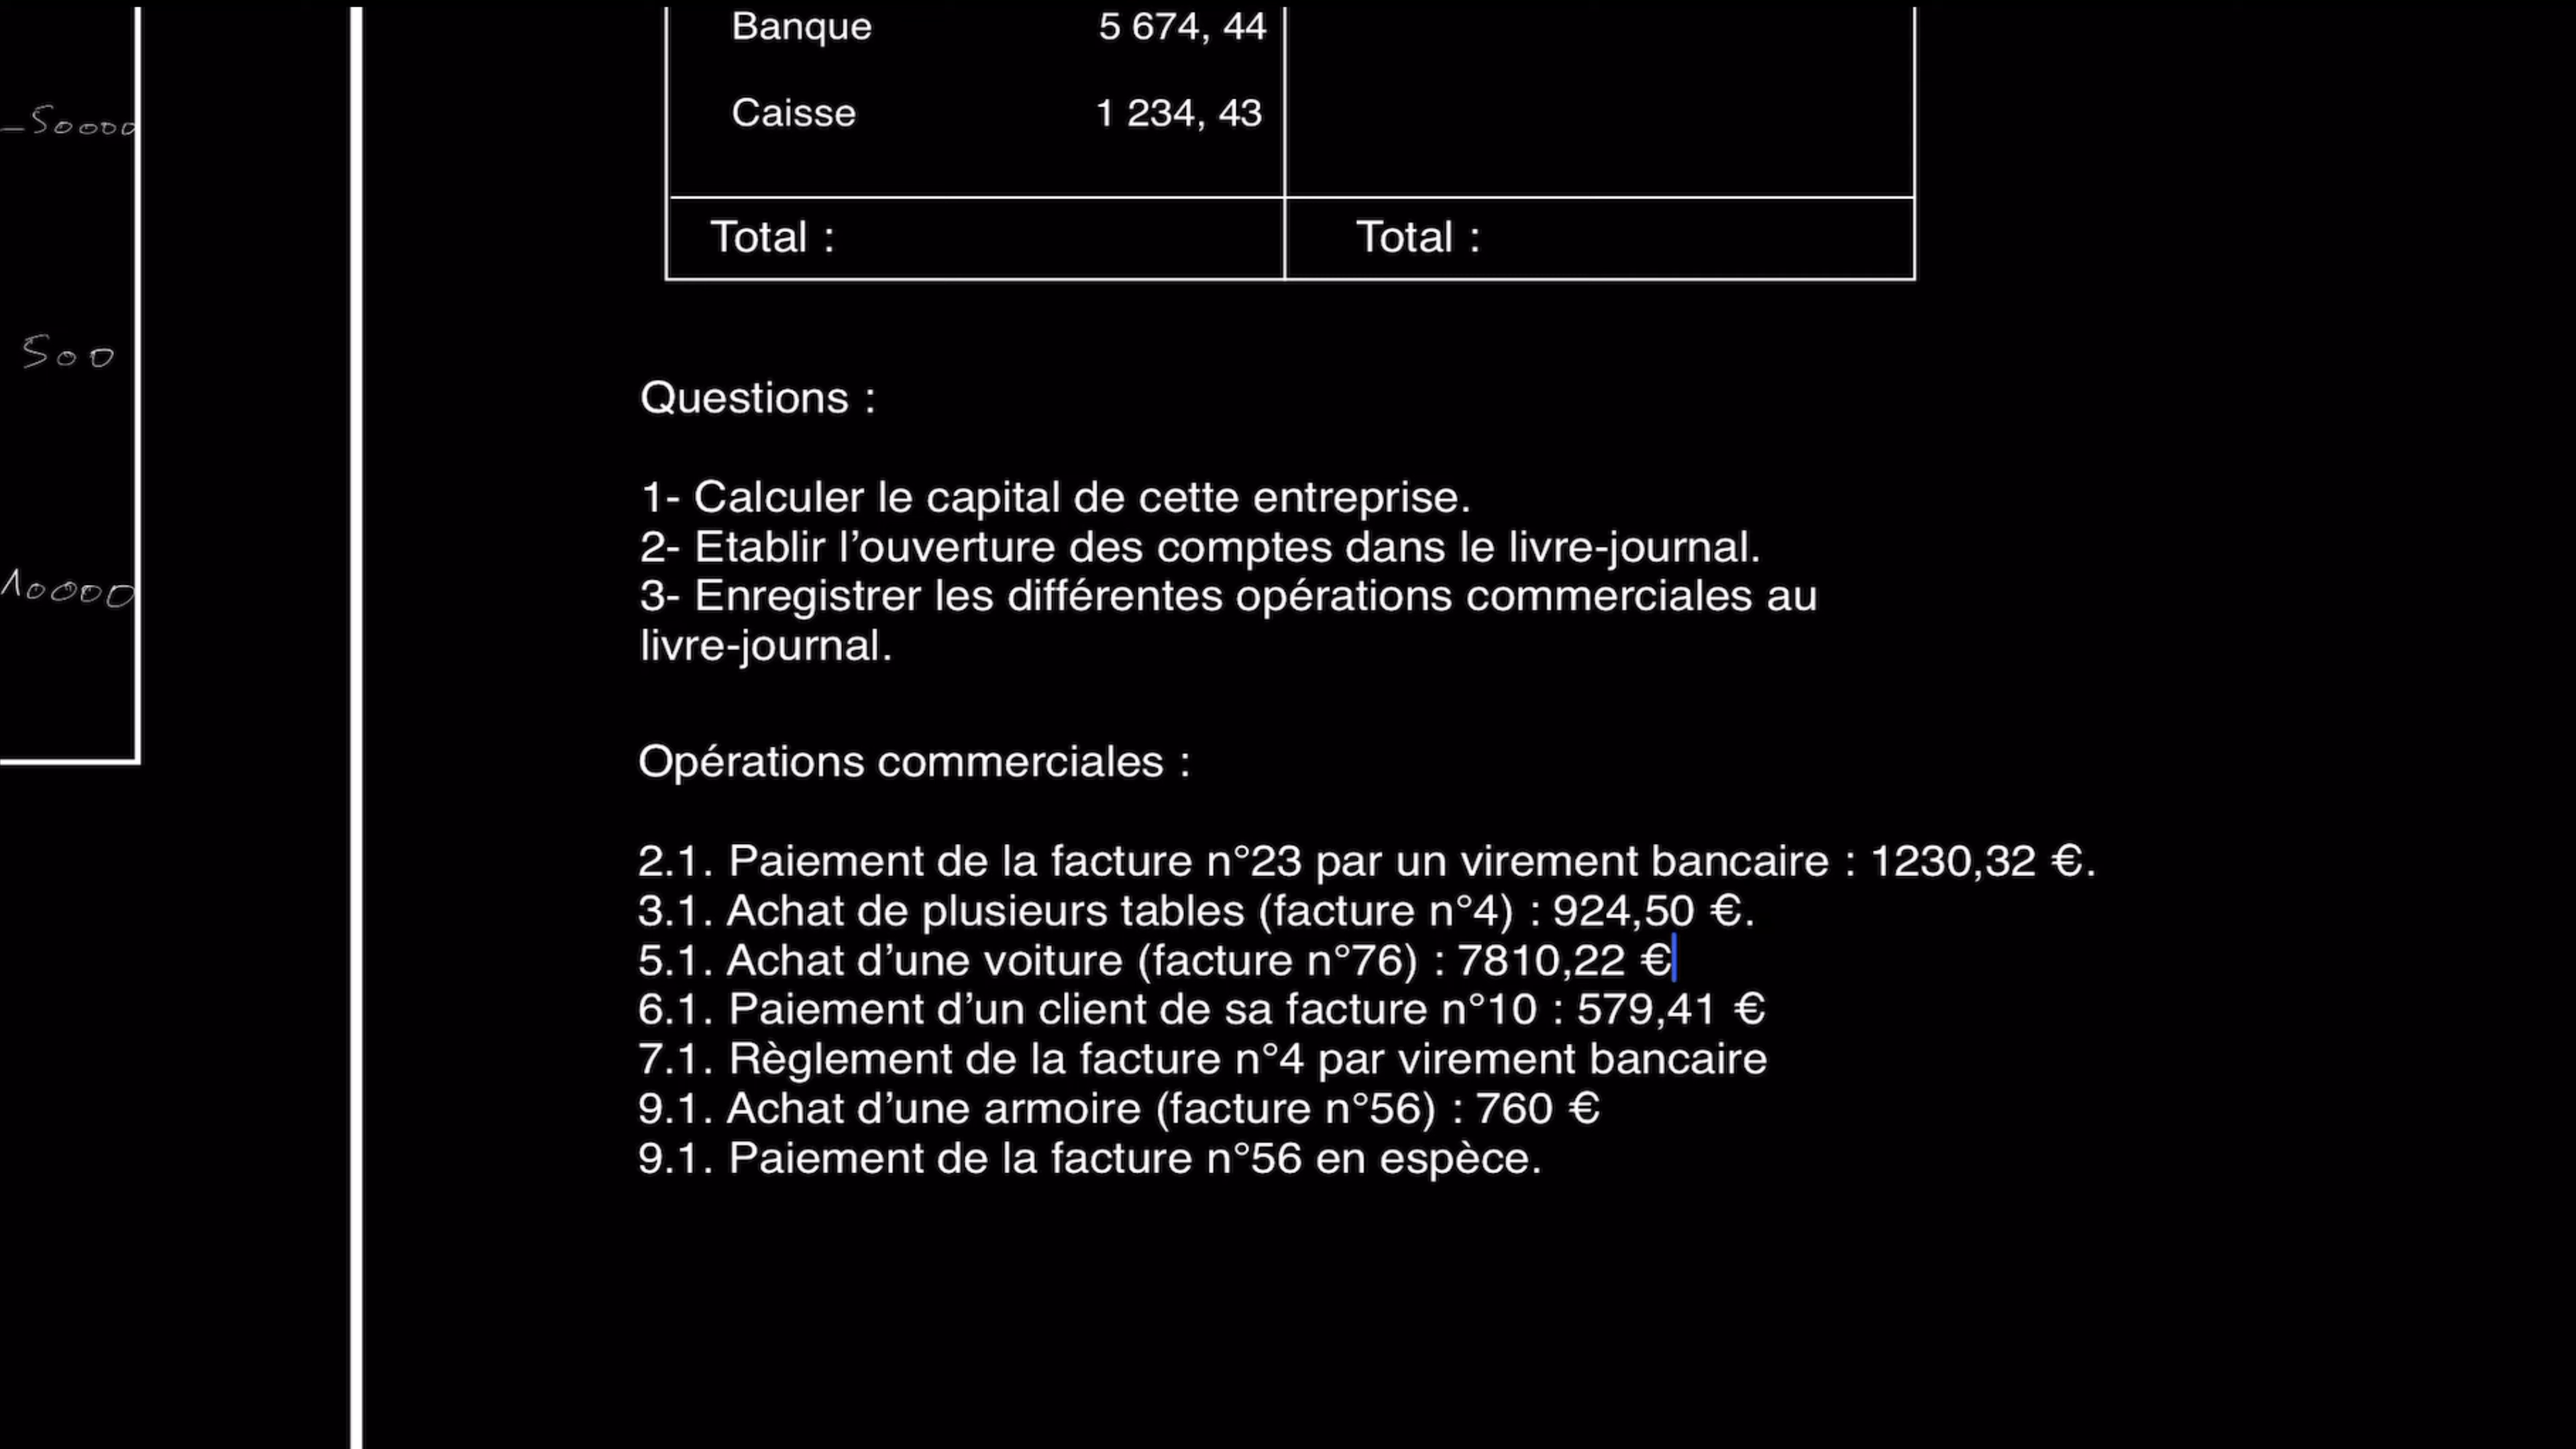 Banque 5 674, 44
Caisse 1 234, 43
Total : Total :
-50000
500
10000
Questions :
1- Calculer le capital de cette entreprise.
2- Etablir l’ouverture des comptes dans le livre-journal.
3- Enregistrer les différentes opérations commerciales au
livre-journal.
Opérations commerciales :
2.1. Paiement de la facture n°23 par un virement bancaire : 1230,32 €.
3.1. Achat de plusieurs tables (facture n°4) : 924,50 €.
5.1. Achat d’une voiture (facture n°76) : 7810,22 €
6.1. Paiement d’un client de sa facture n°10 : 579,41 €
7.1. Règlement de la facture n°4 par virement bancaire
9.1. Achat d’une armoire (facture n°56) : 760 €
9.1. Paiement de la facture n°56 en espèce.